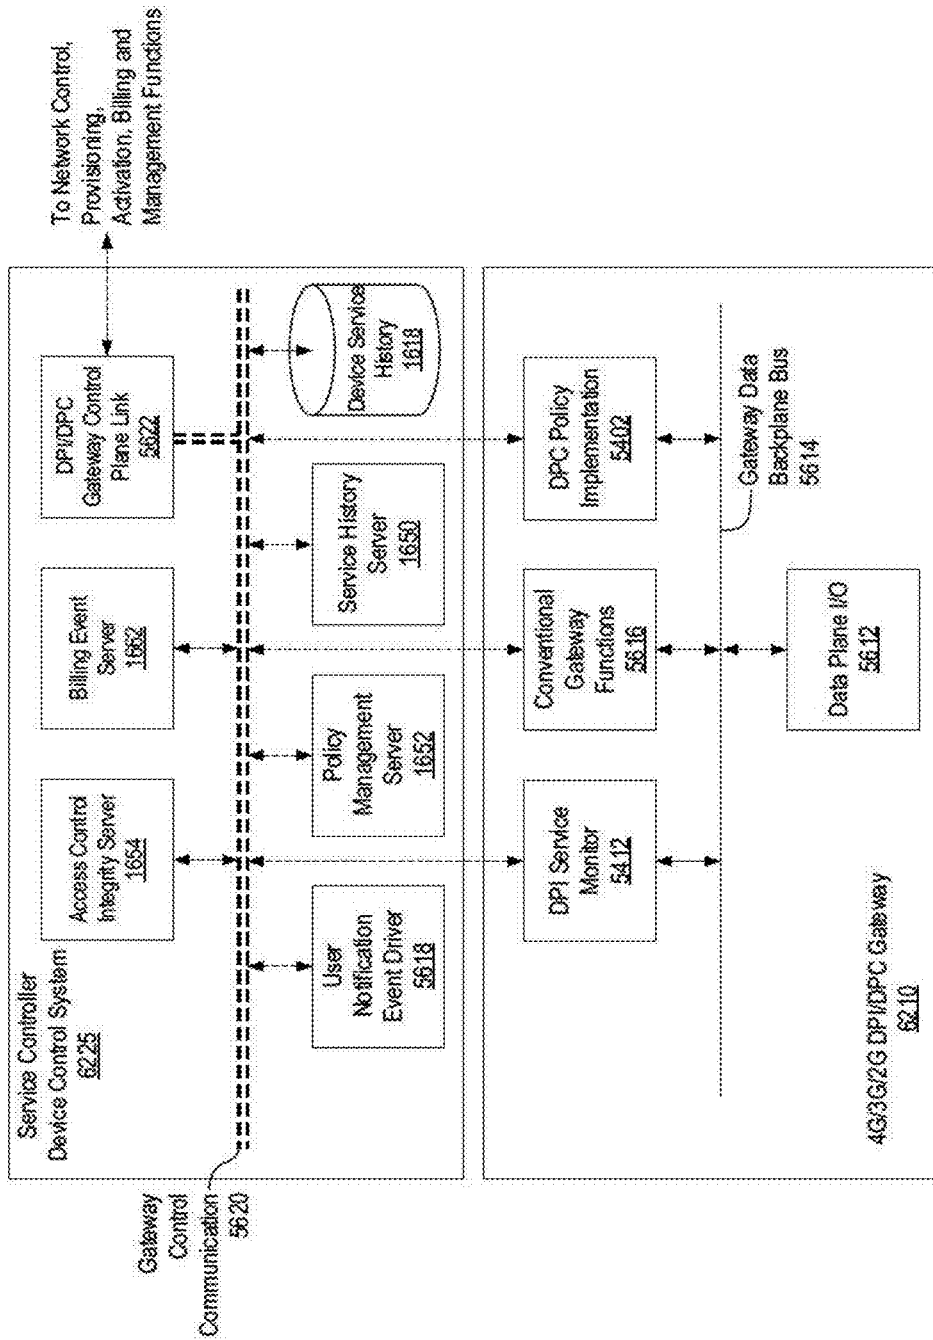 To Network Control,
Provisioning,
Activation, Billing and
Management Functions
Service Controller
Device Control System
6225
Access Control
Integrity Server
1654
Billing Event
Server
1662
DPI/DPC
Gateway Control
Plane Link
5622
Gateway
Control
Communication
5620
User
Notification
Event Driver
5618
Policy
Management
Server
1652
Service History
Server
1650
Device Service
History
1618
DPI Service
Monitor
5412
Conventional
Gateway
Functions
5616
DPC Policy
Implementation
5402
Gateway Data
Backplane Bus
5614
Data Plane I/O
5612
4G/3G/2G DPI/DPC Gateway
6210